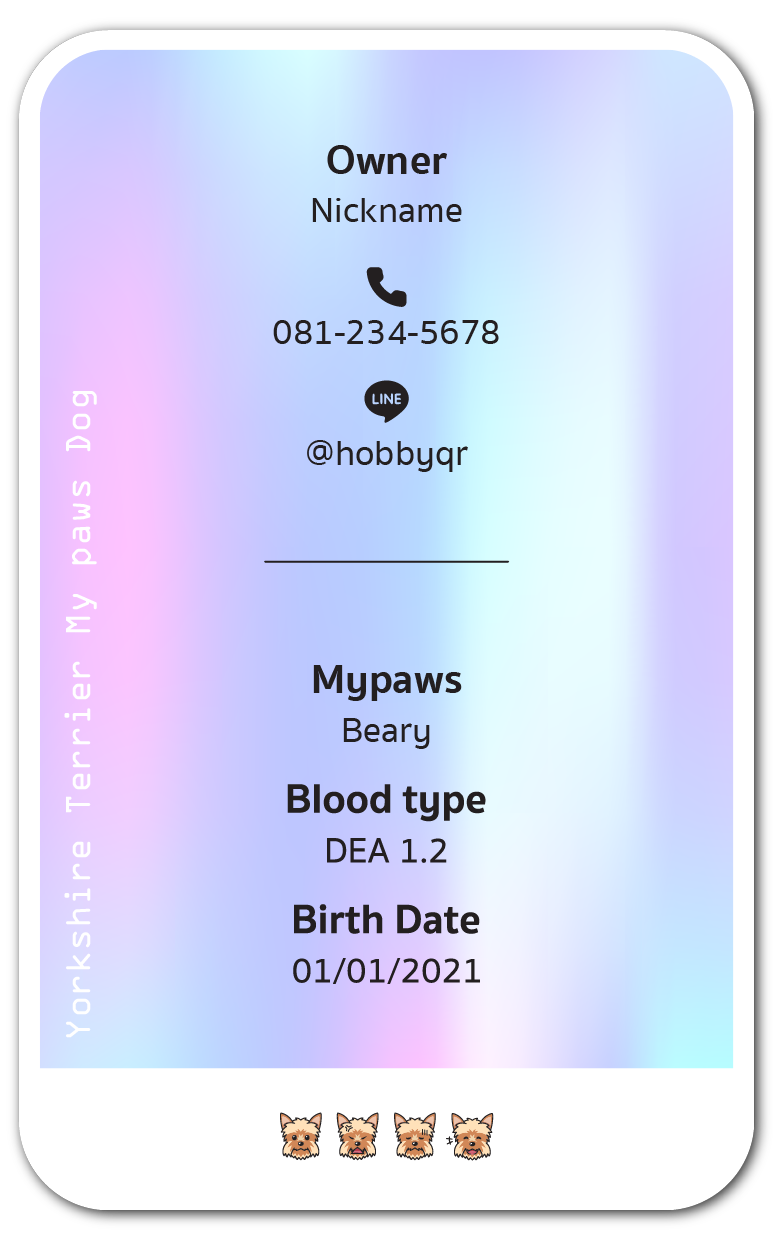 Owner
Nickname
081-234-5678
LINE
@hobbyqr
Yorkshire Terrier My paws Dog
Mypaws
Beary
Blood type
DEA 1.2
Birth Date
01/01/2021